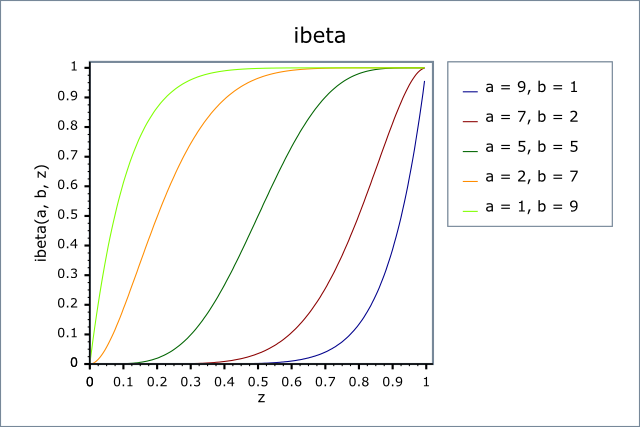 ibeta
ibeta(a, b, z)
1
0.9
0.8
0.7
0.6
0.5
0.4
0.3
0.2
0.1
0
0 0.1 0.2 0.3 0.4 0.5 0.6 0.7 0.8 0.9 1
z
a = 9, b = 1
a = 7, b = 2
a = 5, b = 5
a = 2, b = 7
a = 1, b = 9